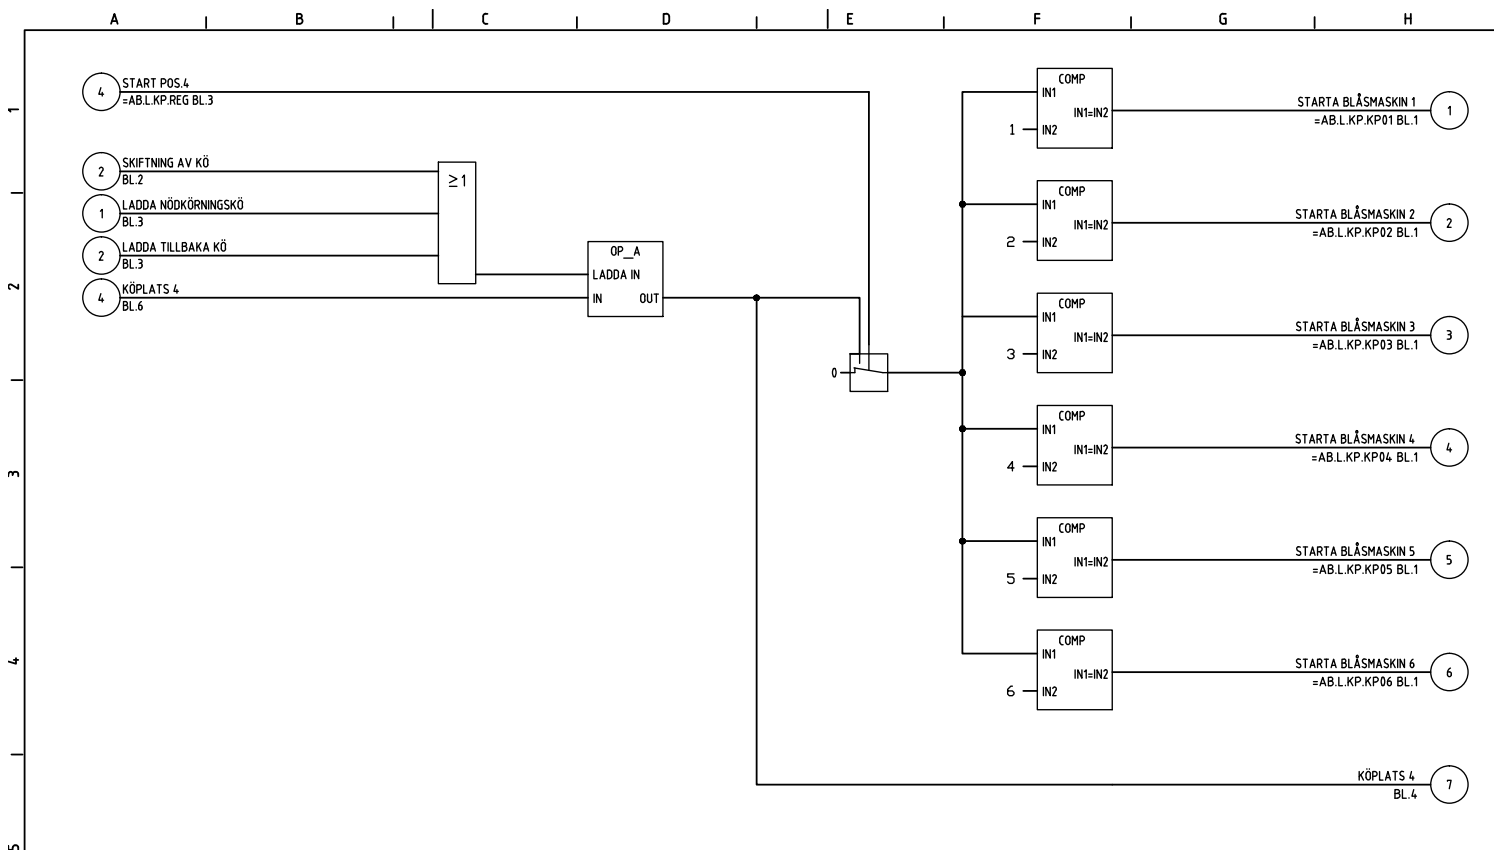 A B C D E F G H
1
2
3
4
5
4
START POS.4
=AB.L.KP.REG BL.3
2
SKIFTNING AV KÖ
BL.2
1
LADDA NÖDKÖRNINGSKÖ
BL.3
2
LADDA TILLBAKA KÖ
BL.3
4
KÖPLATS 4
BL.6
≥1
OP__A
LADDA IN
IN OUT
0
COMP
IN1
IN1=IN2
1 IN2
STARTA BLÅSMASKIN 1
=AB.L.KP.KP01 BL.1
1
COMP
IN1
IN1=IN2
2 IN2
STARTA BLÅSMASKIN 2
=AB.L.KP.KP02 BL.1
2
COMP
IN1
IN1=IN2
3 IN2
STARTA BLÅSMASKIN 3
=AB.L.KP.KP03 BL.1
3
COMP
IN1
IN1=IN2
4 IN2
STARTA BLÅSMASKIN 4
=AB.L.KP.KP04 BL.1
4
COMP
IN1
IN1=IN2
5 IN2
STARTA BLÅSMASKIN 5
=AB.L.KP.KP05 BL.1
5
COMP
IN1
IN1=IN2
6 IN2
STARTA BLÅSMASKIN 6
=AB.L.KP.KP06 BL.1
6
KÖPLATS 4
BL.4
7